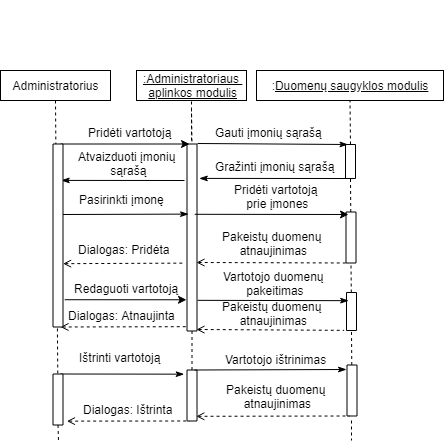 Administratorius
:Administratoriaus
aplinkos modulis
:Duomenų saugyklos modulis
Pridėti vartotoją
Gauti įmonių sąrašą
Atvaizduoti įmonių
sąrašą
Gražinti įmonių sąrašą
Pasirinkti įmonę
Pridėti vartotoją
prie įmones
Dialogas: Pridėta
Pakeistų duomenų
atnaujinimas
Redaguoti vartotoją
Vartotojo duomenų
pakeitimas
Dialogas: Atnaujinta
Pakeistų duomenų
atnaujinimas
Ištrinti vartotoją
Vartotojo ištrinimas
Dialogas: Ištrinta
Pakeistų duomenų
atnaujinimas